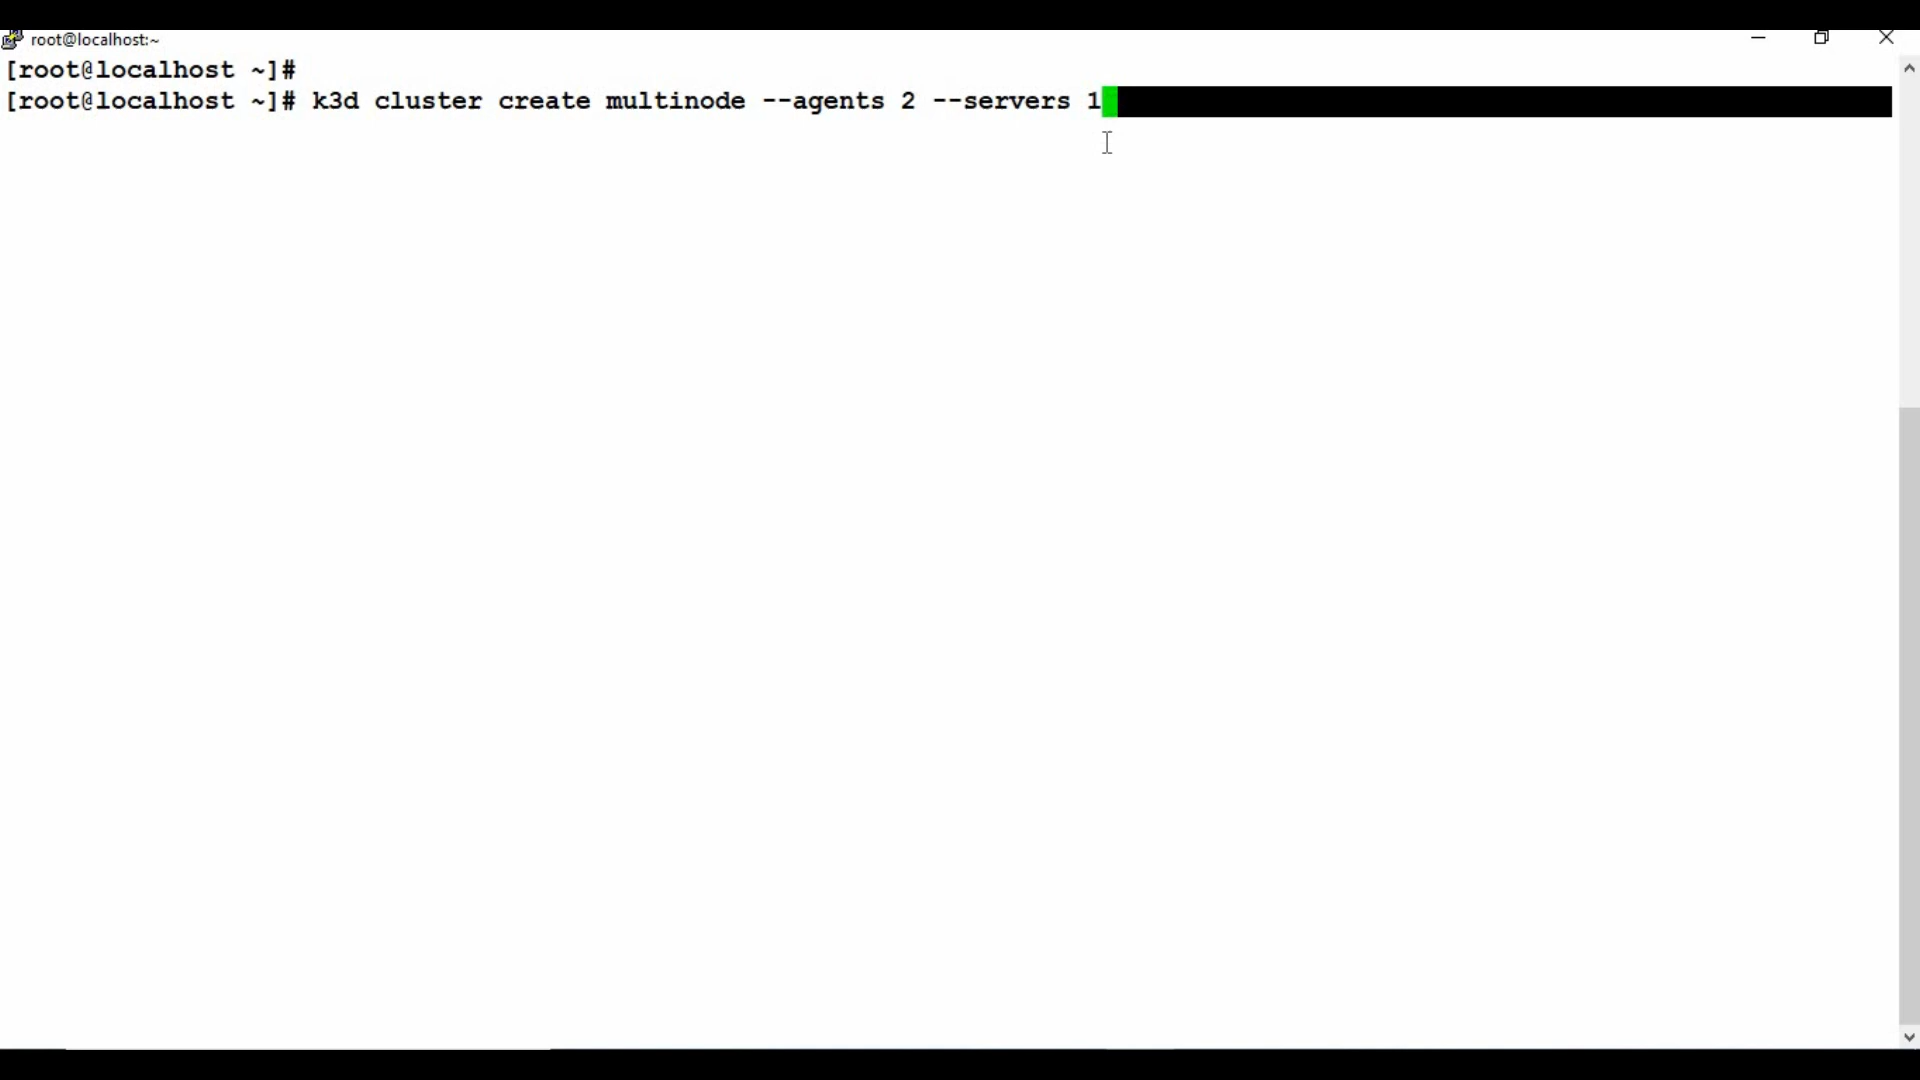 root@localhost:~
[root@localhost ~]#
[root@localhost ~]# k3d cluster create multinode --agents 2 --servers 1